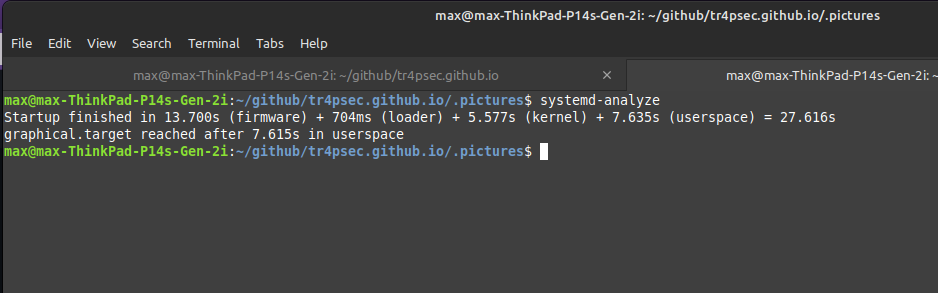 max@max-ThinkPad-P14s-Gen-2i: ~/github/tr4psec.github.io/.pictures
File Edit View Search Terminal Tabs Help
max@max-ThinkPad-P14s-Gen-2i: ~/github/tr4psec.github.io × max@max-ThinkPad-P14s-Gen-2i: ~
max@max-ThinkPad-P14s-Gen-2i:~/github/tr4psec.github.io/.pictures$ systemd-analyze
Startup finished in 13.700s (firmware) + 704ms (loader) + 5.577s (kernel) + 7.635s (userspace) = 27.616s
graphical.target reached after 7.615s in userspace
max@max-ThinkPad-P14s-Gen-2i:~/github/tr4psec.github.io/.pictures$